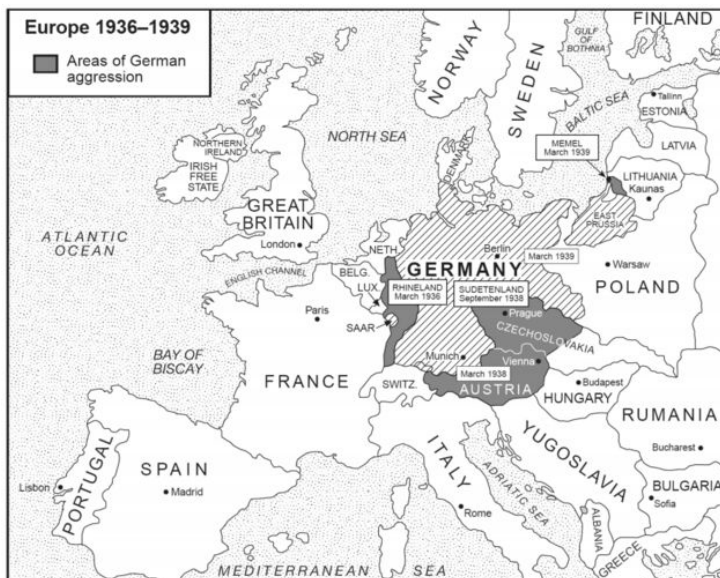 Europe 1936–1939
Areas of German
aggression
FINLAND
NORWAY
SWEDEN
GULF
OF
BOTHNIA
Tallinn
ESTONIA
BALTIC SEA
NORTH SEA
MEMEL
March 1939
LATVIA
DENMARK
LITHUANIA
Kaunas
NORTHERN
IRELAND
IRISH
FREE
STATE
GREAT
BRITAIN
EAST
PRUSSIA
ATLANTIC
OCEAN
London
NETH.
Berlin
March 1939
Warsaw
ENGLISH CHANNEL
BELG.
GERMANY
POLAND
LUX.
RHINELAND
March 1936
SUDETENLAND
September 1938
Paris
Prague
SAAR
CZECHOSLOVAKIA
BAY OF
BISCAY
Munich
Vienna
March 1938
FRANCE
SWITZ.
AUSTRIA
Budapest
HUNGARY
RUMANIA
Bucharest
YUGOSLAVIA
ITALY
ADRIATIC SEA
PORTUGAL
SPAIN
Lisbon
Madrid
BULGARIA
Sofia
Rome
ALBANIA
GREECE
MEDITERRANEAN SEA